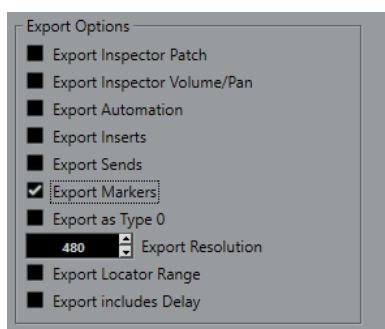 Export Options
Export Inspector Patch
Export Inspector Volume/Pan
Export Automation
Export Inserts
Export Sends
Export Markers
Export as Type 0
480 Export Resolution
Export Locator Range
Export includes Delay